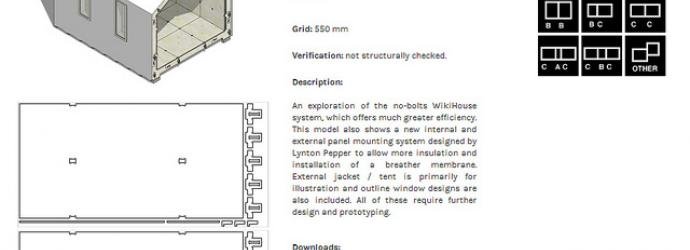 Grid: 550 mm
Verification: not structurally checked.
Description:
An exploration of the no-bolts WikiHouse
system, which offers much greater efficiency.
This model also shows a new internal and
external panel mounting system designed by
Lynton Pepper to allow more insulation and
installation of a breather membrane.
External jacket / tent is primarily for
illustration and outline window designs are
also included. All of these require further
design and prototyping.
Downloads:
B B
B C
C C
C A C
C B C
OTHER